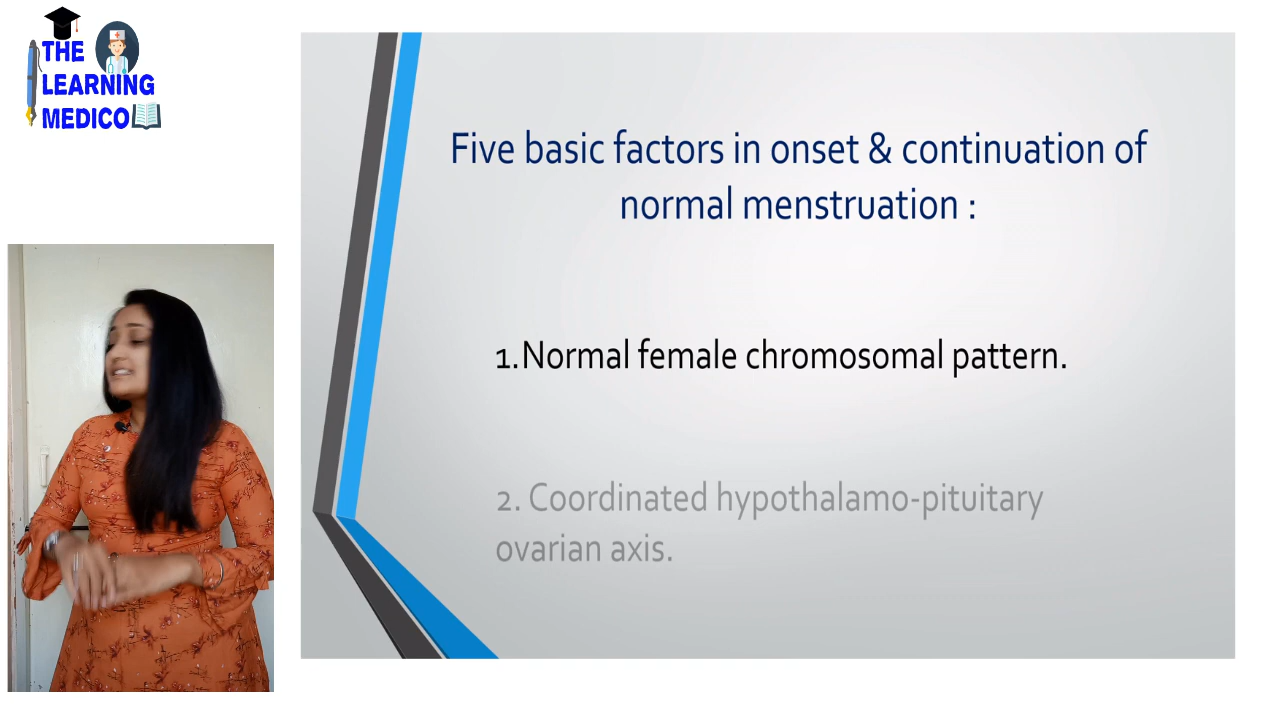 THE
LEARNING
MEDICO
Five basic factors in onset & continuation of
normal menstruation :
1.Normal female chromosomal pattern.
2. Coordinated hypothalamo-pituitary
ovarian axis.